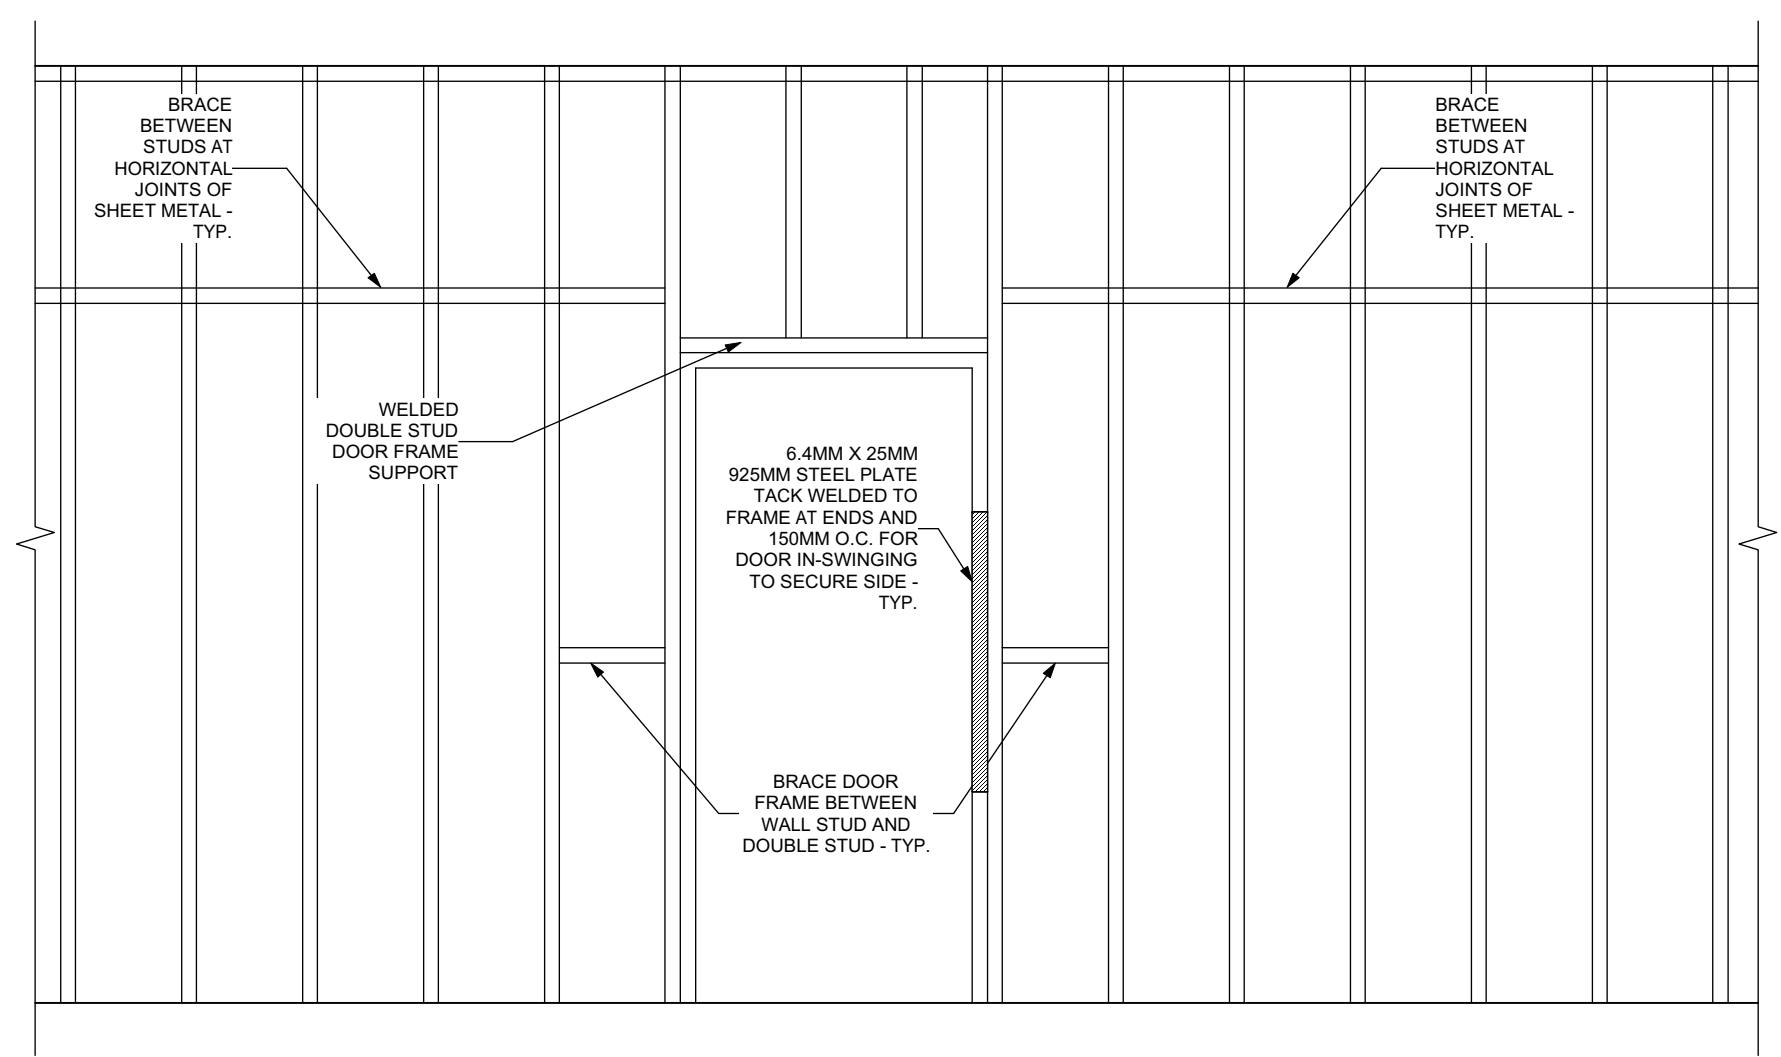 BRACE
BETWEEN
STUDS AT
HORIZONTAL
JOINTS OF
SHEET METAL -
TYP.
BRACE
BETWEEN
STUDS AT
HORIZONTAL
JOINTS OF
SHEET METAL -
TYP.
WELDED
DOUBLE STUD
DOOR FRAME
SUPPORT
6.4MM X 25MM
925MM STEEL PLATE
TACK WELDED TO
FRAME AT ENDS AND
150MM O.C. FOR
DOOR IN-SWINGING
TO SECURE SIDE -
TYP.
BRACE DOOR
FRAME BETWEEN
WALL STUD AND
DOUBLE STUD - TYP.